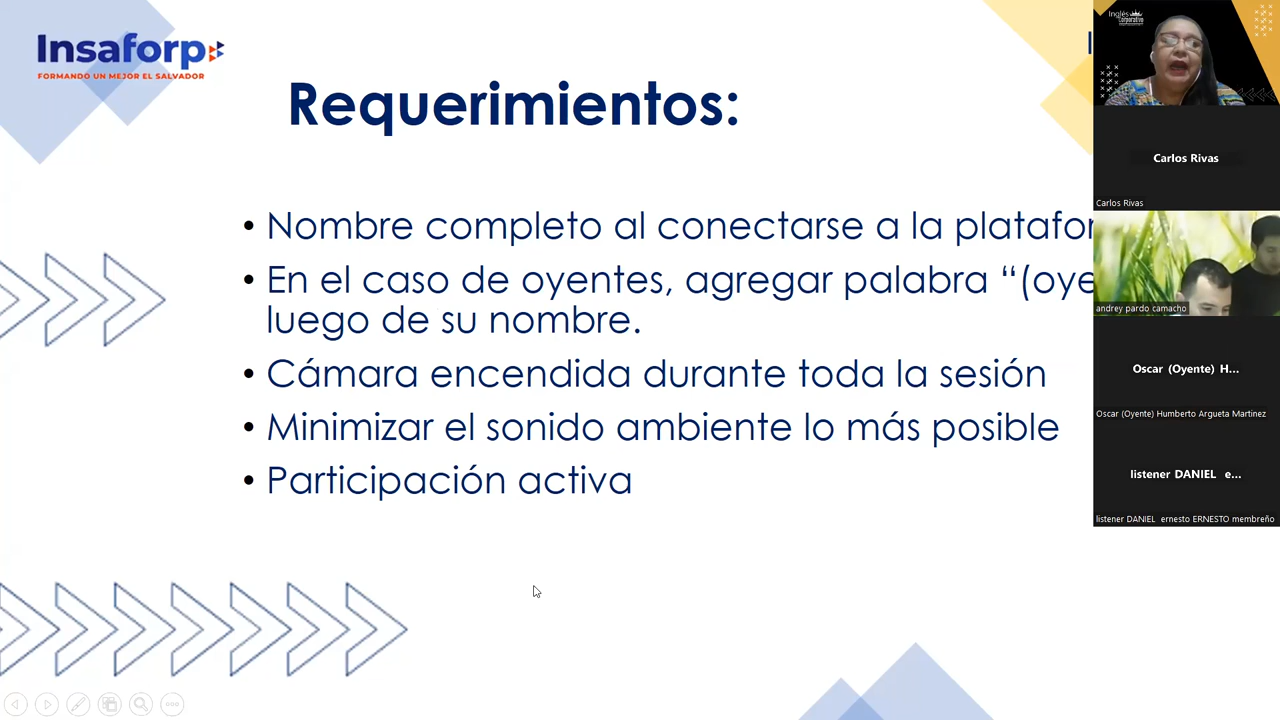 Insaforp
FORMANDO UN MEJOR EL SALVADOR
Requerimientos:
• Nombre completo al conectarse a la platafor
• En el caso de oyentes, agregar palabra “(oye
luego de su nombre.
• Cámara encendida durante toda la sesión
• Minimizar el sonido ambiente lo más posible
• Participación activa
Inglés
Corporativo
Carlos Rivas
Carlos Rivas
andrey pardo camacho
Oscar (Oyente) H...
Oscar (Oyente) Humberto Argueta Martinez
listener DANIEL e...
listener DANIEL ernesto ERNESTO membreño